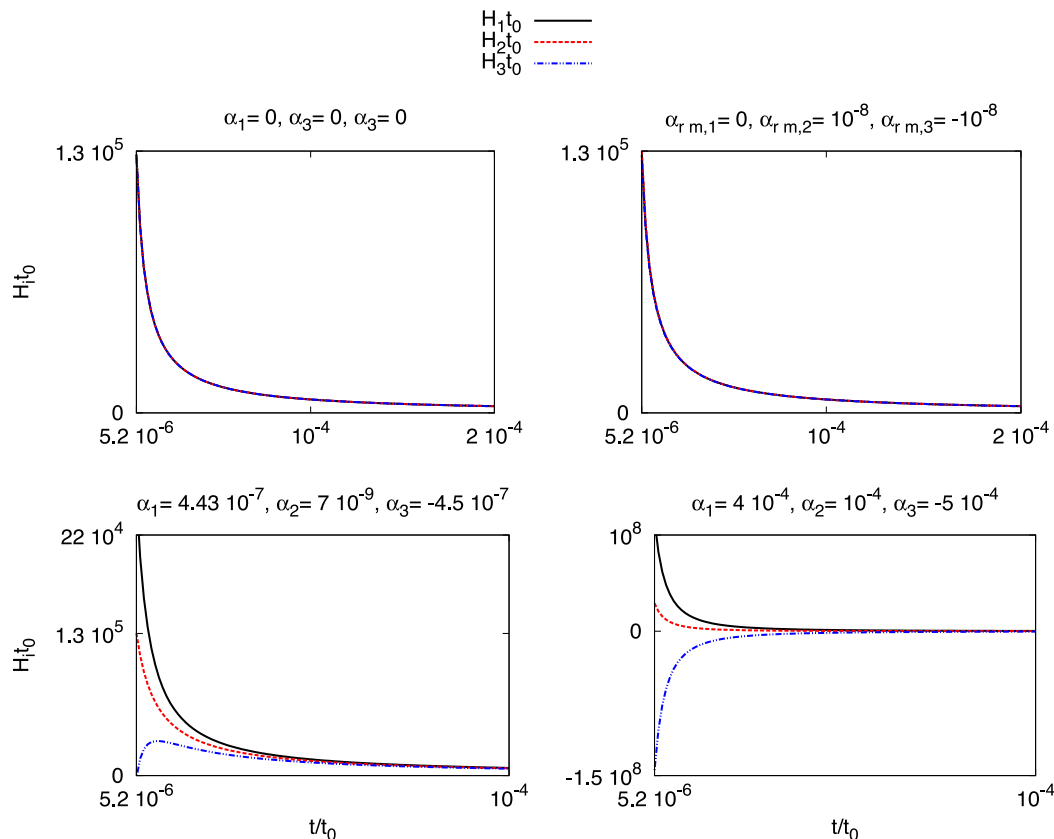 H₁t₀
H₂t₀
H₃t₀
α₁= 0, α₃= 0, α₃= 0
α r m,1= 0, α r m,2= 10⁻⁸, α r m,3= -10⁻⁸
1.3 10⁵
0
Hᵢt₀
5.2 10⁻⁶
10⁻⁴
2 10⁻⁴
1.3 10⁵
0
5.2 10⁻⁶
10⁻⁴
2 10⁻⁴
α₁= 4.43 10⁻⁷, α₂= 7 10⁻⁹, α₃= -4.5 10⁻⁷
α₁= 4 10⁻⁴, α₂= 10⁻⁴, α₃= -5 10⁻⁴
22 10⁴
1.3 10⁴
0
Hᵢt₀
5.2 10⁻⁶
10⁻⁴
t/t₀
10⁸
0
-1.5 10⁸
5.2 10⁻⁶
10⁻⁴
t/t₀